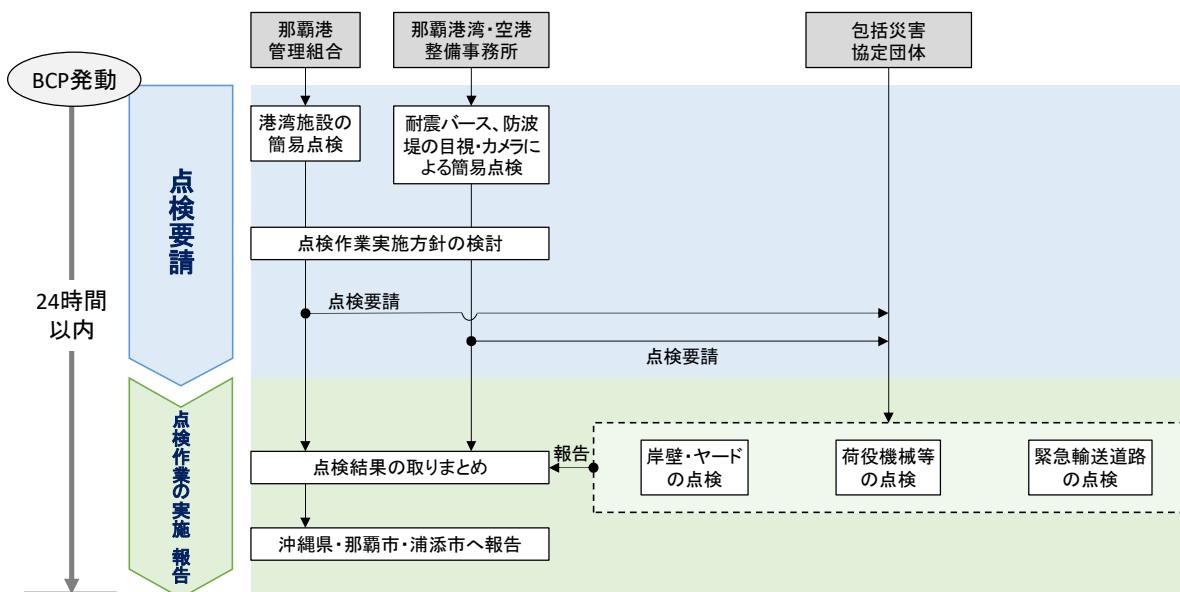 那覇港
管理組合
那覇港湾・空港
整備事務所
包括災害
協定団体
BCP発動
点検要請
港湾施設の
簡易点検
耐震バース、防波
堤の目視・カメラに
よる簡易点検
点検作業実施方針の検討
24時間
以内
点検要請
点検要請
点検作業の実施 報告
点検結果の取りまとめ
報告
岸壁・ヤード
の点検
荷役機械等
の点検
緊急輸送道路
の点検
沖縄県・那覇市・浦添市へ報告